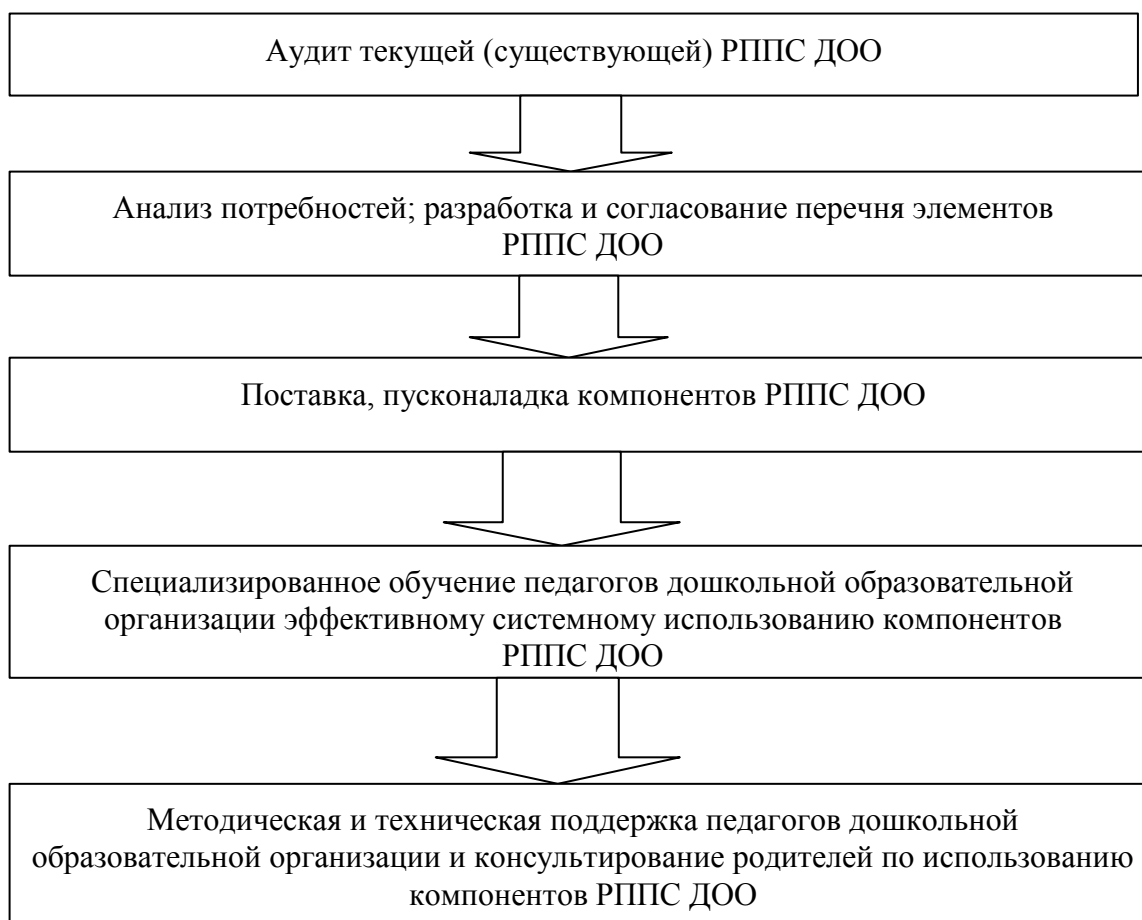 Аудит текущей (существующей) РППС ДОО
Анализ потребностей; разработка и согласование перечня элементов
РППС ДОО
Поставка, пусконаладка компонентов РППС ДОО
Специализированное обучение педагогов дошкольной образовательной
организации эффективному системному использованию компонентов
РППС ДОО
Методическая и техническая поддержка педагогов дошкольной
образовательной организации и консультирование родителей по использованию
компонентов РППС ДОО